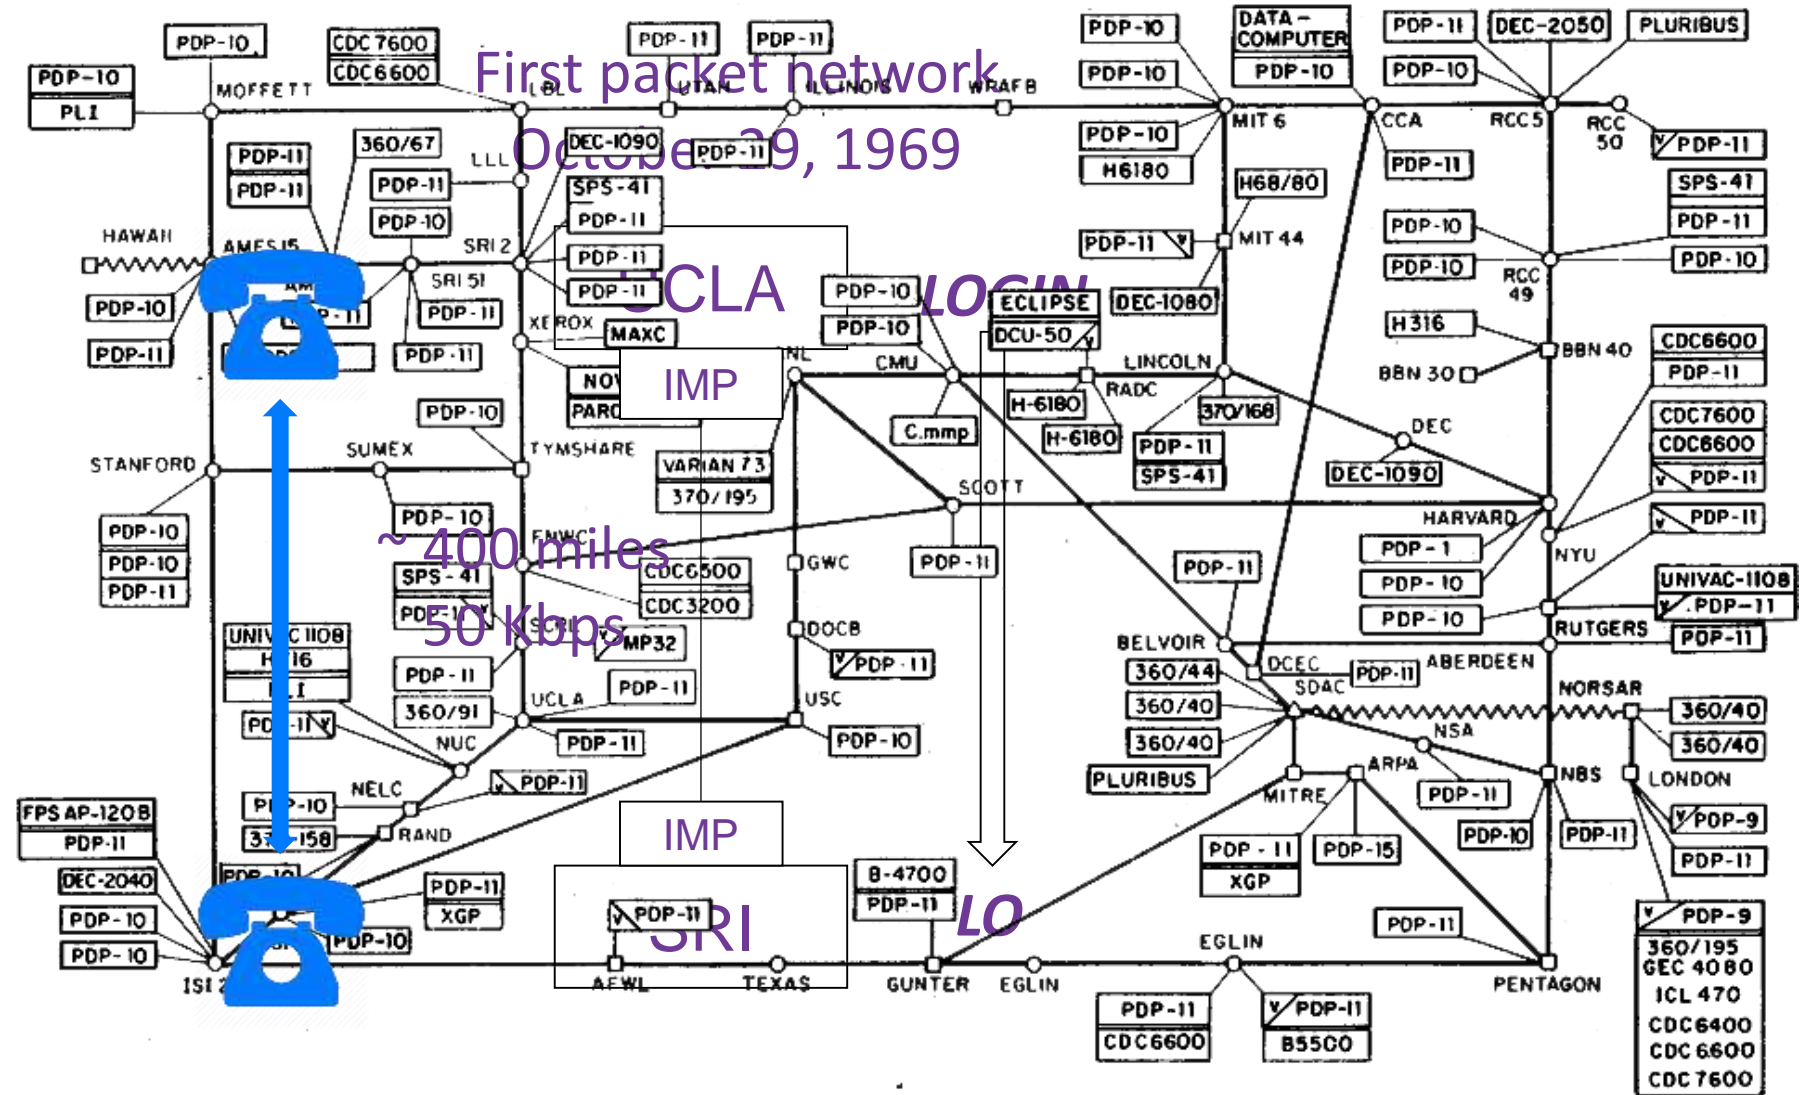 First packet network
October 29, 1969
UCLA
LOGIN
IMP
~ 400 miles
50 Kbps
IMP
SRI
LO
PDP-10
CDC 7600
CDC6600
PDP-11
PDP-11
PDP-10
PDP-10
DATA-
COMPUTER
PDP-10
PDP-11
PDP-10
DEC-2050
PLURIBUS
PDP-10
PLI
MOFFETT
LBL
UTAH
ILLINOIS
WRAFB
MIT 6
CCA
RCC 5
RCC
50
PDP-11
PDP-10
H6180
PDP-11
PDP-11
PDP-11
PDP-11
360/67
LLL
PDP-11
PDP-10
DEC-1090
SPS-41
PDP-11
PDP-11
PDP-11
H68/80
PDP-11
MIT 44
DEC-1080
PDP-10
PDP-10
SPS-41
PDP-11
PDP-10
RCC
49
HAWAII
AMES15
SRI 2
SRI 51
PDP-10
PDP-11
PDP-11
PDP-11
XEROX
MAXC
PDP-10
PDP-10
CMU
C.mmp
ECLIPSE
DCU-50
RADC
H-6180
H-6180
LINCOLN
370/168
PDP-11
SPS-41
H316
BBN 40
BBN 30
CDC6600
PDP-11
CDC7600
CDC6600
PDP-11
PDP-11
DEC
DEC-1090
STANFORD
SUMEX
PDP-10
TYMSHARE
PDP-10
PDP-10
PDP-10
PDP-11
VARIAN 73
370/195
SCOTT
PDP-11
HARVARD
PDP-1
PDP-10
PDP-10
NYU
FNWC
CDC6500
CDC3200
GWC
DOCB
PDP-11
SPS-41
MP32
PDP-11
360/91
UCLA
PDP-11
PDP-11
USC
PDP-10
PDP-11
BELVOIR
360/44
360/40
360/40
PLURIBUS
DCEC
SDAC
PDP-11
ABERDEEN
UNIVAC-1108
PDP-11
RUTGERS
PDP-11
NORSAR
360/40
360/40
NSA
PDP-11
NBS
PDP-10
PDP-11
LONDON
PDP-9
PDP-11
PDP-9
360/195
GEC 4080
ICL 470
CDC6400
CDC6600
CDC7600
NUC
NELC
PDP-11
RAND
FPS AP-120B
PDP-11
DEC-2040
PDP-10
PDP-10
PDP-11
XGP
PDP-10
PDP-11
AFWL
TEXAS
B-4700
PDP-11
GUNTER
EGLIN
EGLIN
PDP-11
CDC6600
PDP-11
B5500
MITRE
ARPA
PDP-11
XGP
PDP-15
PDP-11
PENTAGON